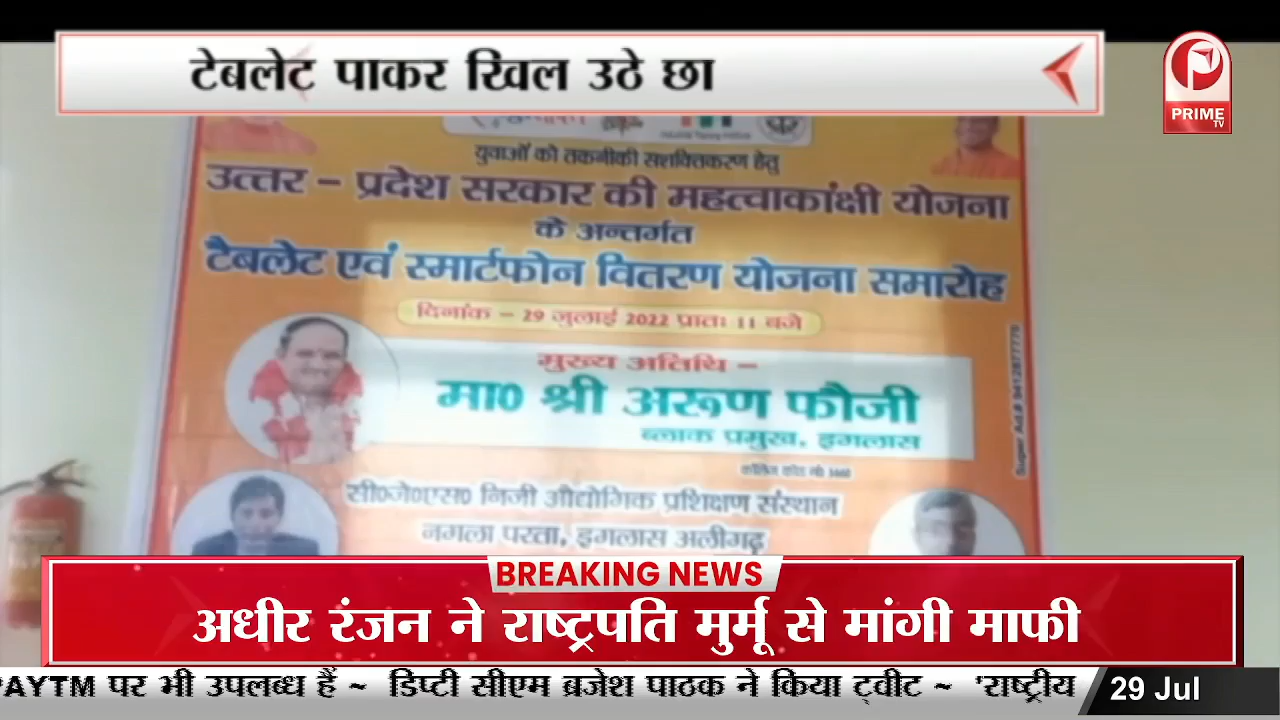 टेबलेट पाकर खिल उठे छा
PRIME
TV
युवाओं को तकनीकी सशक्तिकरण हेतु
उत्तर - प्रदेश सरकार की महत्वाकांक्षी योजना
के अन्तर्गत
टैबलेट एवं स्मार्टफोन वितरण योजना समारोह
दिनांक - 29 जुलाई 2022 प्रातः 11 बजे
मुख्य अतिथि -
मा0 श्री अरूण फौजी
ब्लाक प्रमुख, इगलास
सी0जे0एस0 निजी औद्योगिक प्रशिक्षण संस्थान
नगला परता, इगलास अलीगढ़
BREAKING NEWS
अधीर रंजन ने राष्ट्रपति मुर्मू से मांगी माफी
PAYTM पर भी उपलब्ध हैं ~ डिप्टी सीएम ब्रजेश पाठक ने किया ट्वीट ~ 'राष्ट्रीय
29 Jul